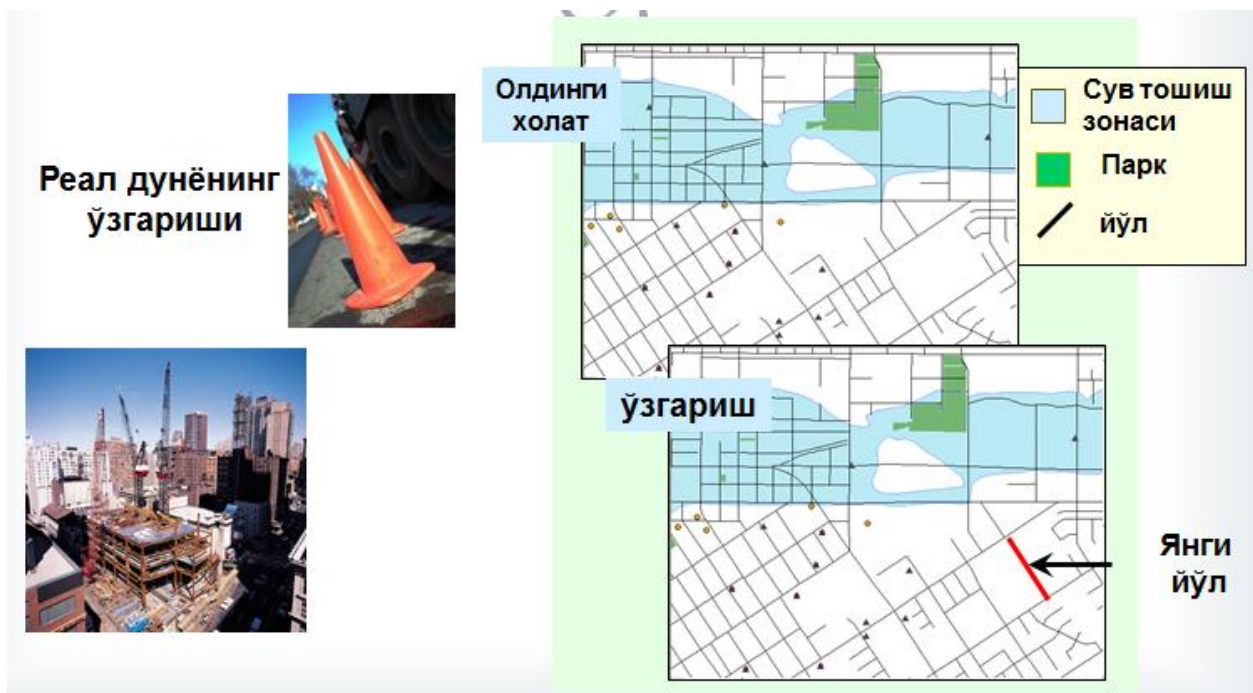 Реал дунёнинг
ўзгариши
Олдинги
холат
Сув тошиш
зонаси
Парк
йўл
ўзгариш
Янги
йўл